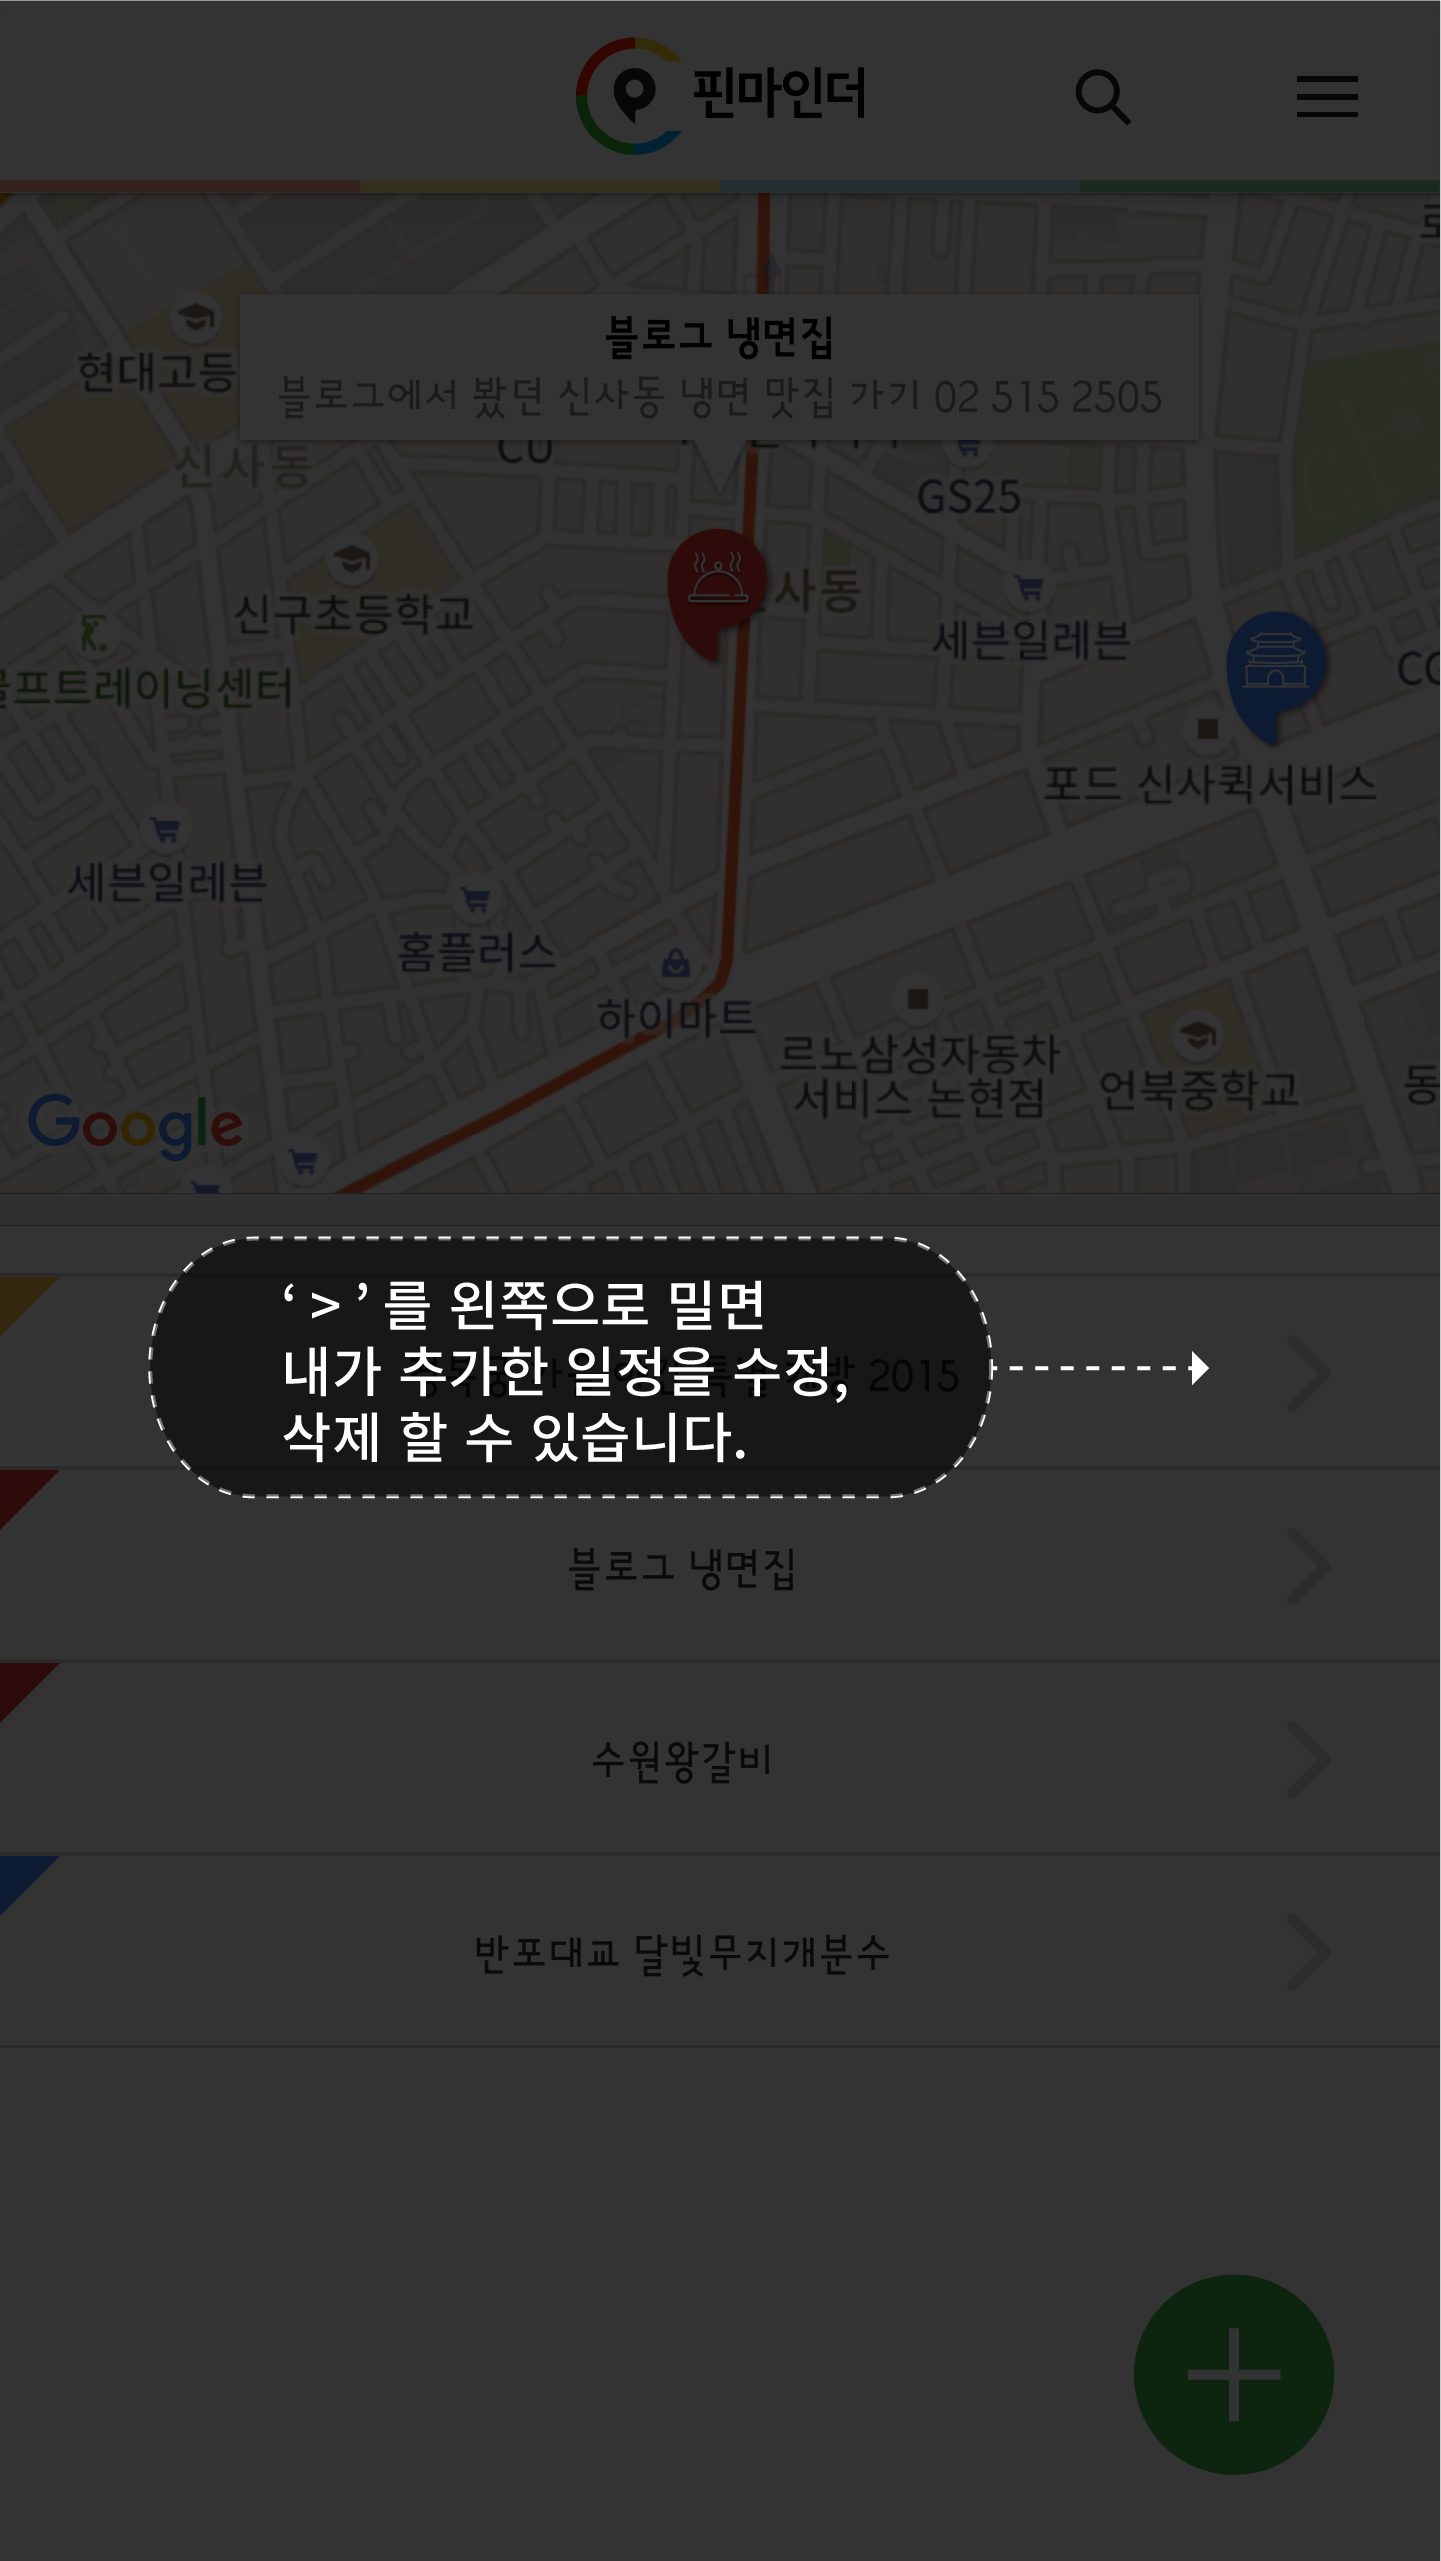 핀마인더
블로그 냉면집
블로그에서 봤던 신사동 냉면 맛집 가기 02 515 2505
현대고등
신사동
CU
GS25
신구초등학교
사동
세븐일레븐
골프트레이닝센터
포드 신사퀵서비스
세븐일레븐
홈플러스
하이마트
르노삼성자동차
서비스 논현점
언북중학교
동
Google
‘ > ’ 를 왼쪽으로 밀면
내가 추가한 일정을 수정,
삭제 할 수 있습니다.
2015
블로그 냉면집
수원왕갈비
반포대교 달빛무지개분수